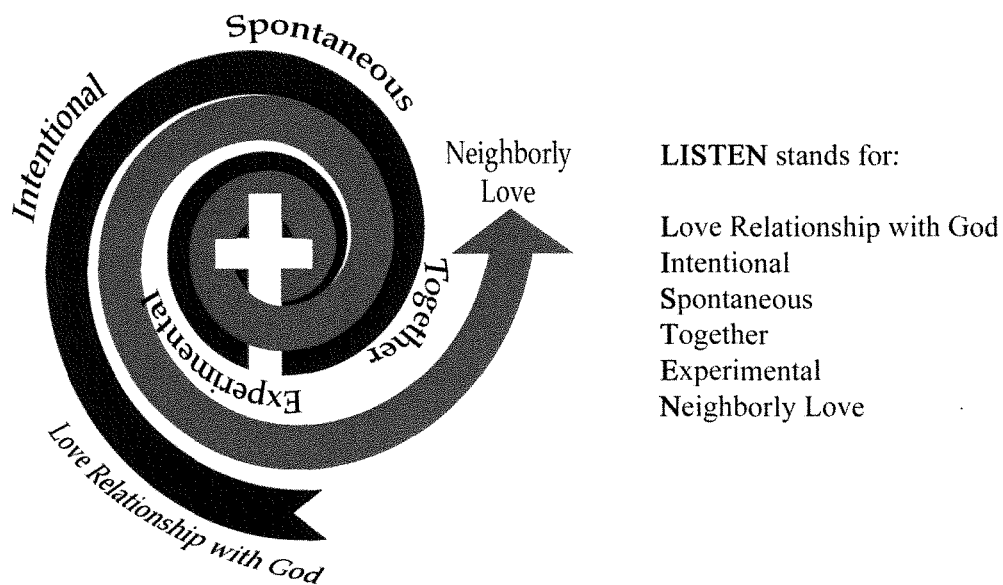 Spontaneous
Intentional
Neighborly
Love
Together
Experimental
Love Relationship with God
LISTEN stands for:
Love Relationship with God
Intentional
Spontaneous
Together
Experimental
Neighborly Love